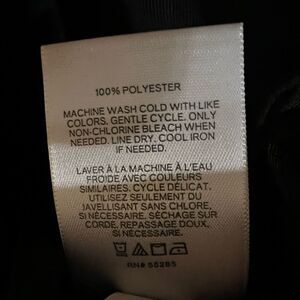 100% POLYESTER
MACHINE WASH COLD WITH LIKE
COLORS. GENTLE CYCLE. ONLY
NON-CHLORINE BLEACH WHEN
NEEDED. LINE DRY. COOL IRON
IF NEEDED.
LAVER À LA MACHINE À L'EAU
FROIDE AVEC COULEURS
SIMILAIRES. CYCLE DÉLICAT.
UTILISEZ SEULEMENT DU
JAVELLISANT SANS CHLORE,
SI NÉCESSAIRE. SÉCHAGE SUR
CORDE. REPASSAGE DOUX,
SI NÉCESSAIRE.
RN# 55285